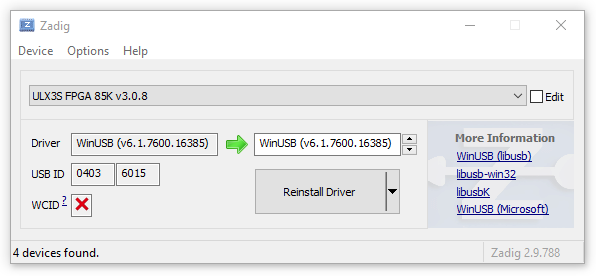 Zadig
Device Options Help
ULX3S FPGA 85K v3.0.8 Edit
Driver WinUSB (v6.1.7600.16385) WinUSB (v6.1.7600.16385)
USB ID 0403 6015
WCID ?
Reinstall Driver
More Information
WinUSB (libusb)
libusb-win32
libusbK
WinUSB (Microsoft)
4 devices found. Zadig 2.9.788